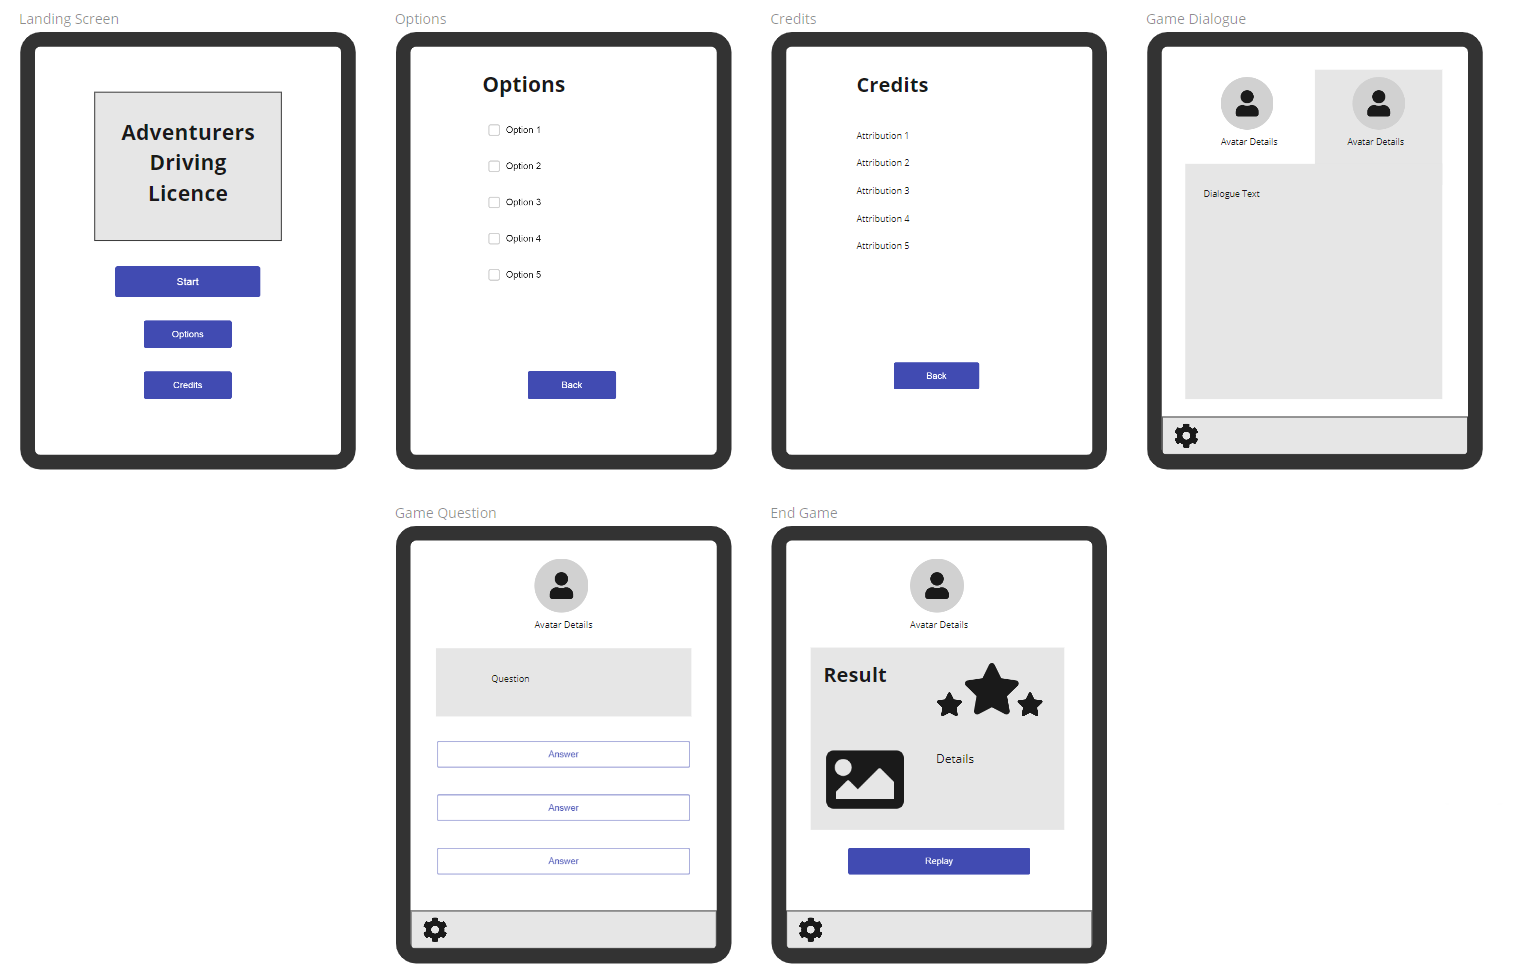 Landing Screen
Adventurers
Driving
Licence
Start
Options
Credits
Options
Options
Option 1
Option 2
Option 3
Option 4
Option 5
Back
Credits
Credits
Attribution 1
Attribution 2
Attribution 3
Attribution 4
Attribution 5
Back
Game Dialogue
Avatar Details
Avatar Details
Dialogue Text
Game Question
Avatar Details
Question
Answer
Answer
Answer
End Game
Avatar Details
Result
Details
Replay